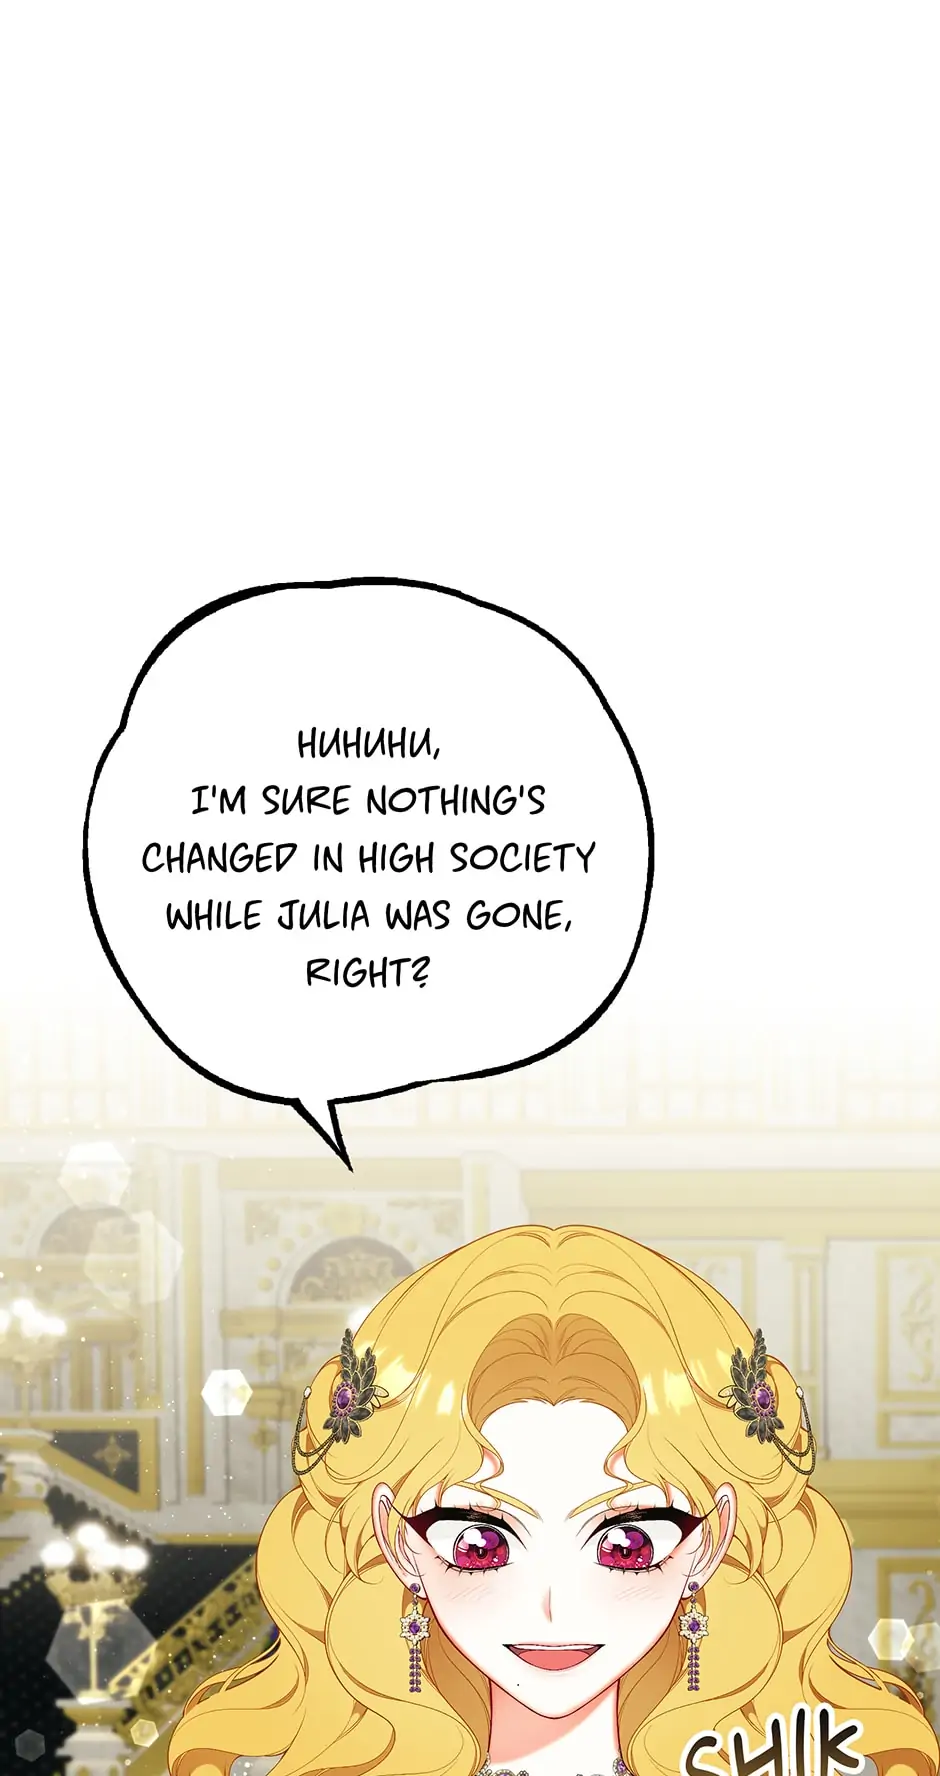 HUHUHU,
I'M SURE NOTHING'S
CHANGED IN HIGH SOCIETY
WHILE JULIA WAS GONE,
RIGHT?
SHIK